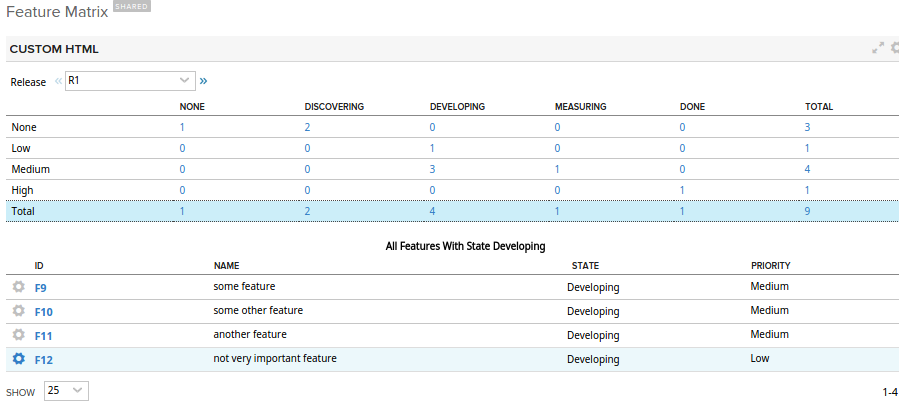 Feature Matrix SHARED
CUSTOM HTML
Release « R1 »
NONE DISCOVERING DEVELOPING MEASURING DONE TOTAL
None 1 2 0 0 0 3
Low 0 0 1 0 0 1
Medium 0 0 3 1 0 4
High 0 0 0 0 1 1
Total 1 2 4 1 1 9
All Features With State Developing
ID NAME STATE PRIORITY
F9 some feature Developing Medium
F10 some other feature Developing Medium
F11 another feature Developing Medium
F12 not very important feature Developing Low
SHOW 25 1-4